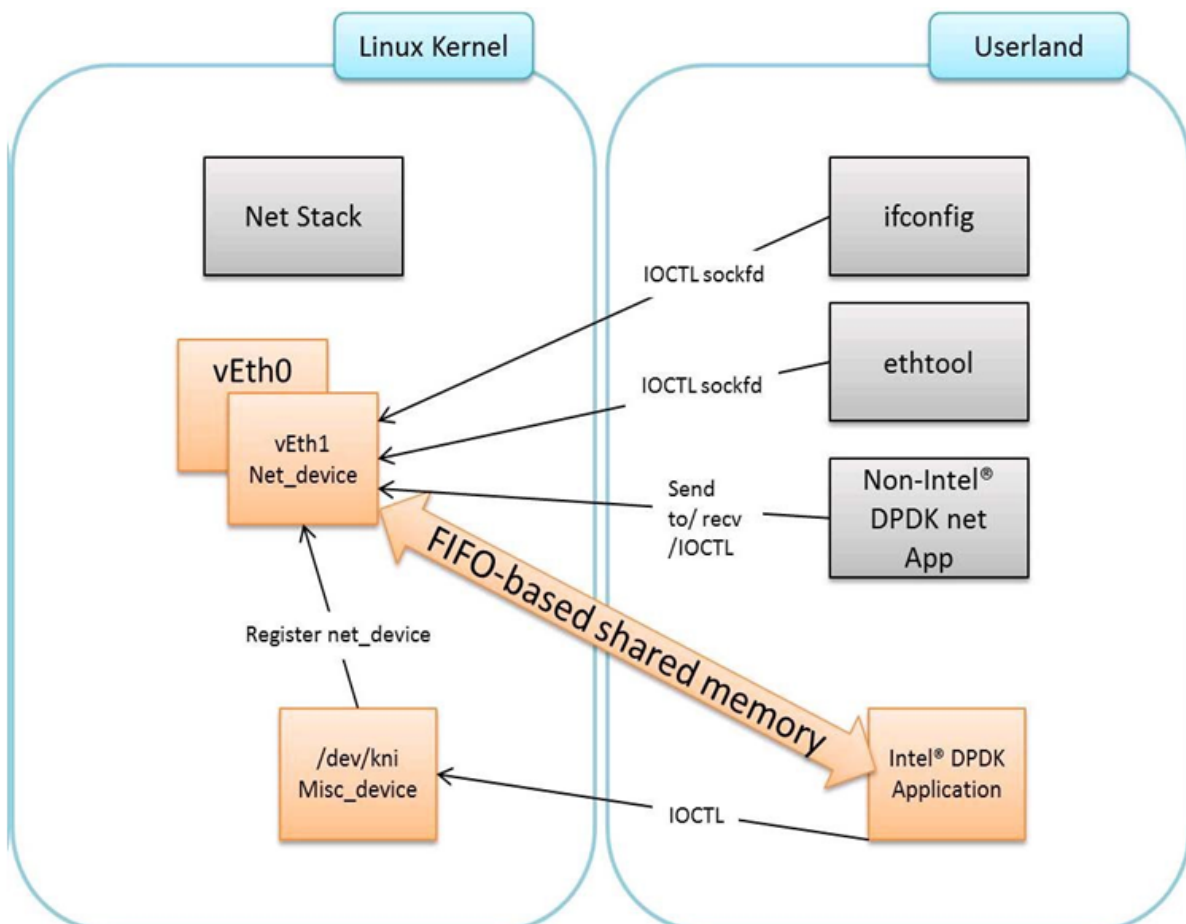 Linux Kernel
Userland
Net Stack
ifconfig
IOCTL sockfd
vEth0
ethtool
IOCTL sockfd
vEth1
Net_device
Non-Intel®
DPDK net
App
Send
to/ recv
/IOCTL
FIFO-based shared memory
Register net_device
/dev/kni
Misc_device
Intel® DPDK
Application
IOCTL